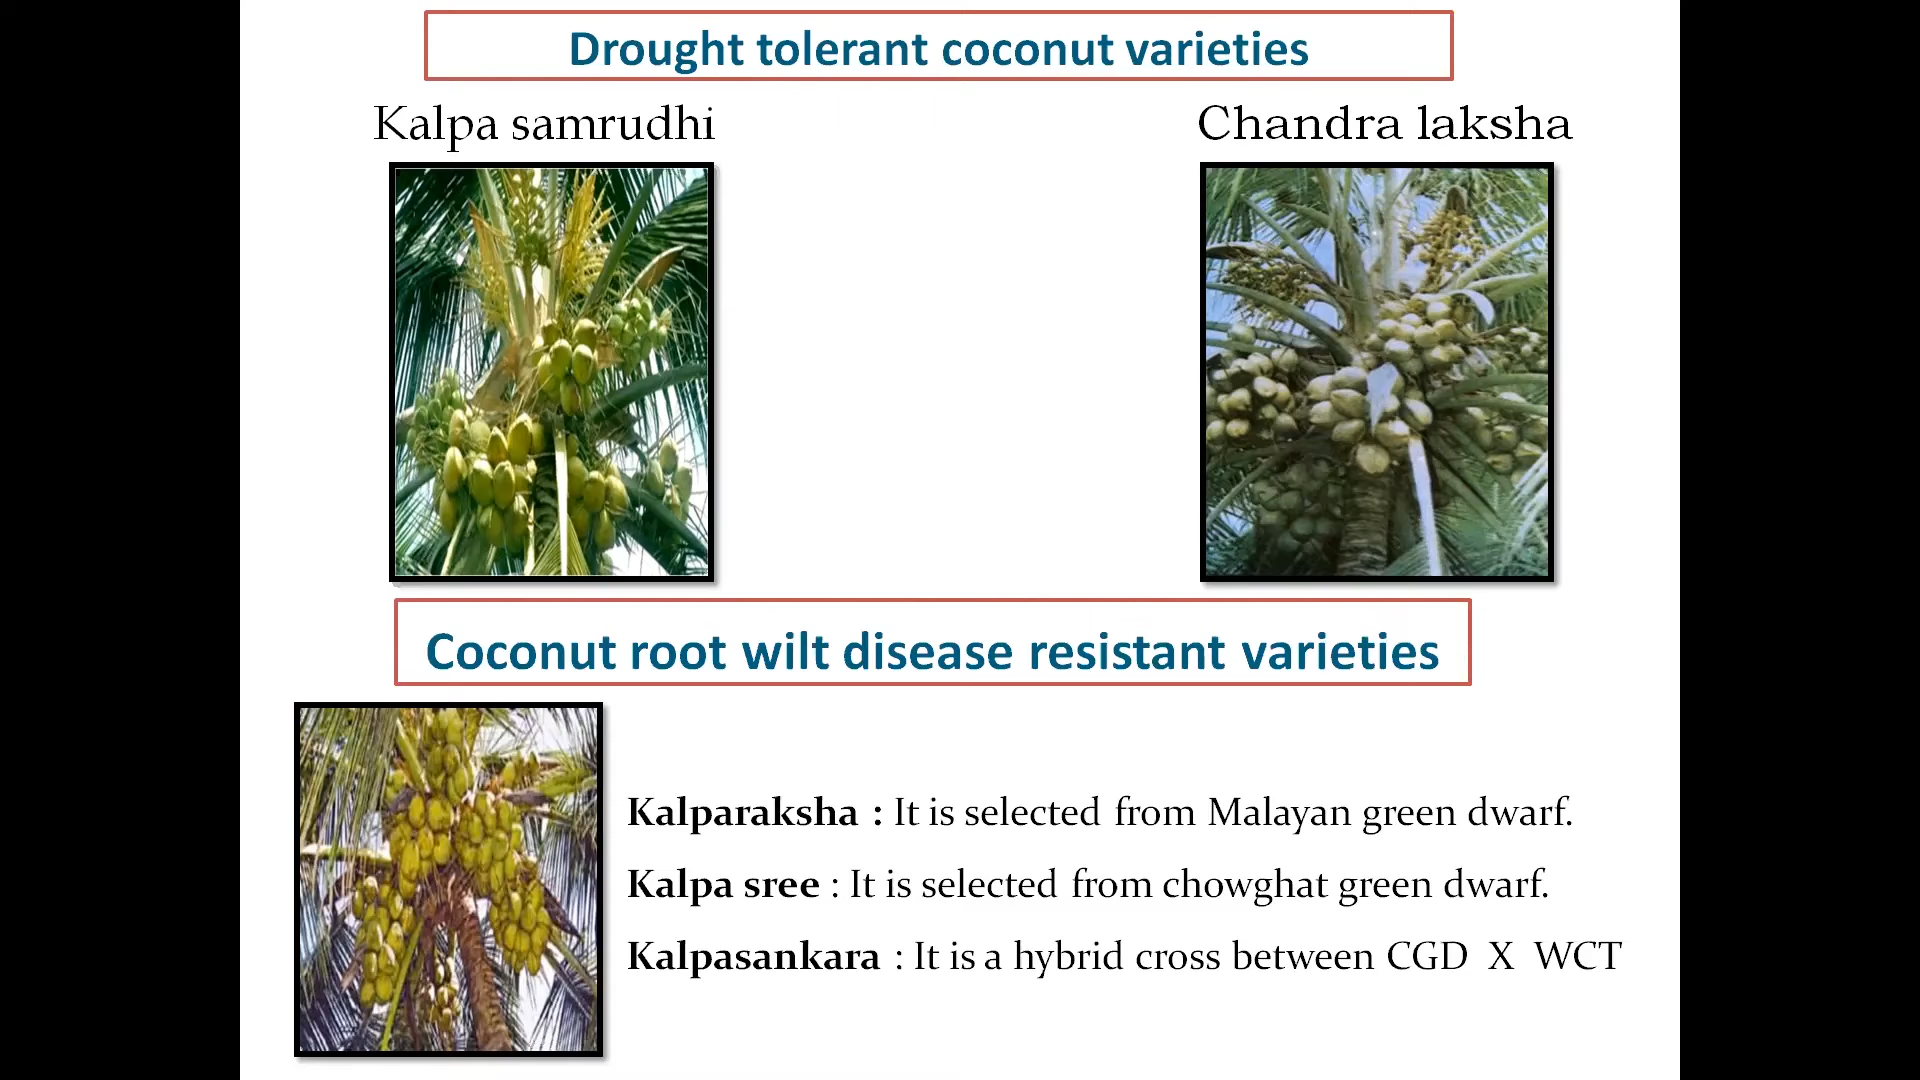 Drought tolerant coconut varieties
Kalpa samrudhi
Chandra laksha
Coconut root wilt disease resistant varieties
Kalparaksha : It is selected from Malayan green dwarf.
Kalpa sree : It is selected from chowghat green dwarf.
Kalpasankara : It is a hybrid cross between CGD X WCT